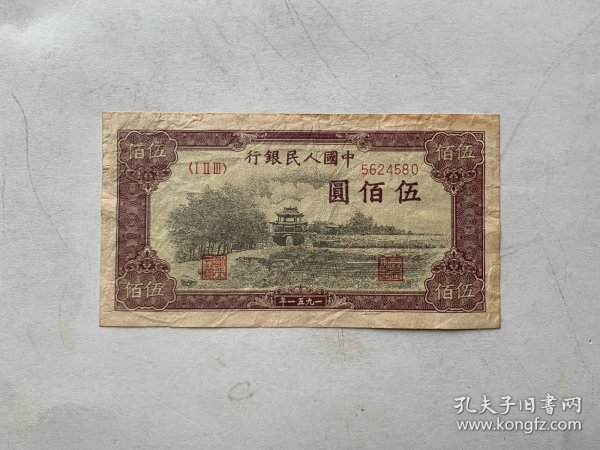 中國人民銀行
〈I II III〉
5624580
伍佰圓
伍佰
伍佰
伍佰
伍佰
一九五一年
孔夫子旧书网
www.kongfz.com